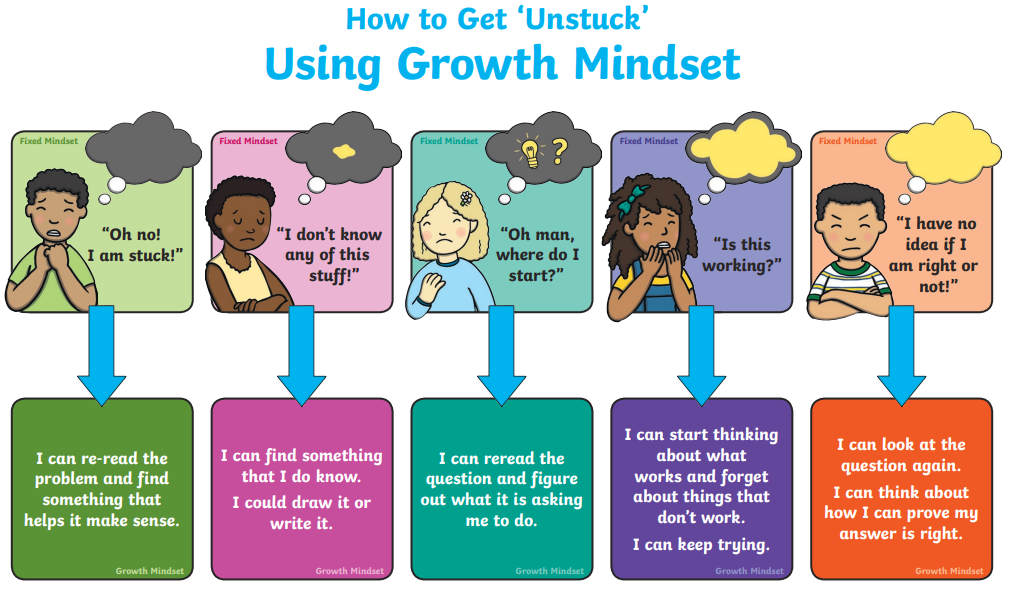 How to Get ‘Unstuck’
Using Growth Mindset
Fixed Mindset
“Oh no!
I am stuck!”
Fixed Mindset
“I don’t know
any of this
stuff!”
Fixed Mindset
?
“Oh man,
where do I
start?”
Fixed Mindset
“Is this
working?”
Fixed Mindset
“I have no
idea if I
am right or
not!”
I can re-read the
problem and find
something that
helps it make sense.
Growth Mindset
I can find something
that I do know.
I could draw it or
write it.
Growth Mindset
I can reread the
question and figure
out what it is asking
me to do.
Growth Mindset
I can start thinking
about what
works and forget
about things that
don’t work.
I can keep trying.
Growth Mindset
I can look at the
question again.
I can think about
how I can prove my
answer is right.
Growth Mindset